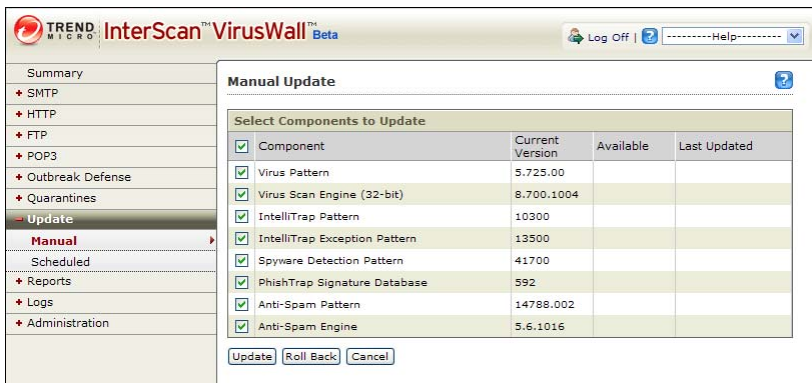 TREND MICRO InterScan™ VirusWall™ Beta
Log Off | ? ---------Help---------
Summary
+ SMTP
+ HTTP
+ FTP
+ POP3
+ Outbreak Defense
+ Quarantines
- Update
Manual
Scheduled
+ Reports
+ Logs
+ Administration
Manual Update ?
Select Components to Update
Component Current Version Available Last Updated
Virus Pattern 5.725.00
Virus Scan Engine (32-bit) 8.700.1004
IntelliTrap Pattern 10300
IntelliTrap Exception Pattern 13500
Spyware Detection Pattern 41700
PhishTrap Signature Database 592
Anti-Spam Pattern 14788.002
Anti-Spam Engine 5.6.1016
Update Roll Back Cancel